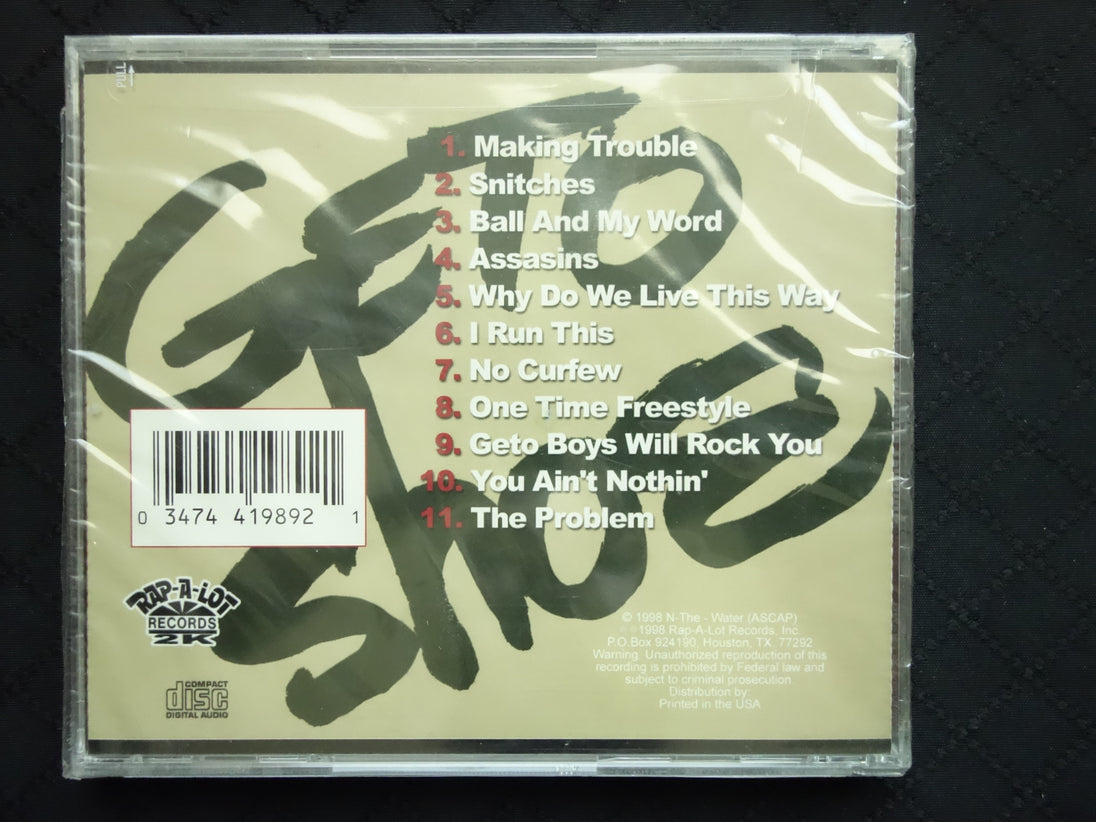 PULL
GETO
SHOE
1. Making Trouble
2. Snitches
3. Ball And My Word
4. Assasins
5. Why Do We Live This Way
6. I Run This
7. No Curfew
8. One Time Freestyle
9. Geto Boys Will Rock You
10. You Ain't Nothin'
11. The Problem
0 3474 419892 1
RAP-A-LOT
RECORDS
2K
COMPACT
disc
DIGITAL AUDIO
© 1998 N-The - Water (ASCAP)
1998 Rap-A-Lot Records, Inc.
P.O.Box 924190, Houston, TX. 77292
Warning. Unauthorized reproduction of this
recording is prohibited by Federal law and
subject to criminal prosecution.
Distribution by:
Printed in the USA